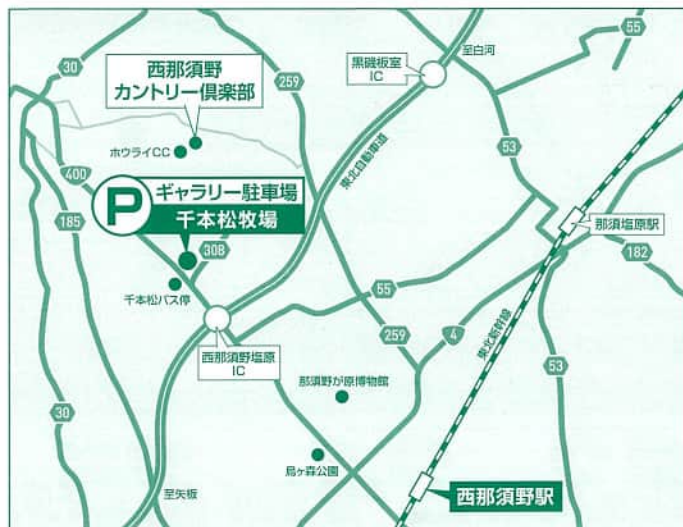 30
西那須野
カントリー倶楽部
259
黒磯板室
IC
至白河
55
ホウライCC
東北自動車道
53
400
185
P
ギャラリー駐車場
千本松牧場
308
那須塩原駅
182
千本松バス停
55
西那須野塩原
IC
259
4
東北新幹線
53
那須野が原博物館
30
烏ヶ森公園
至矢板
西那須野駅